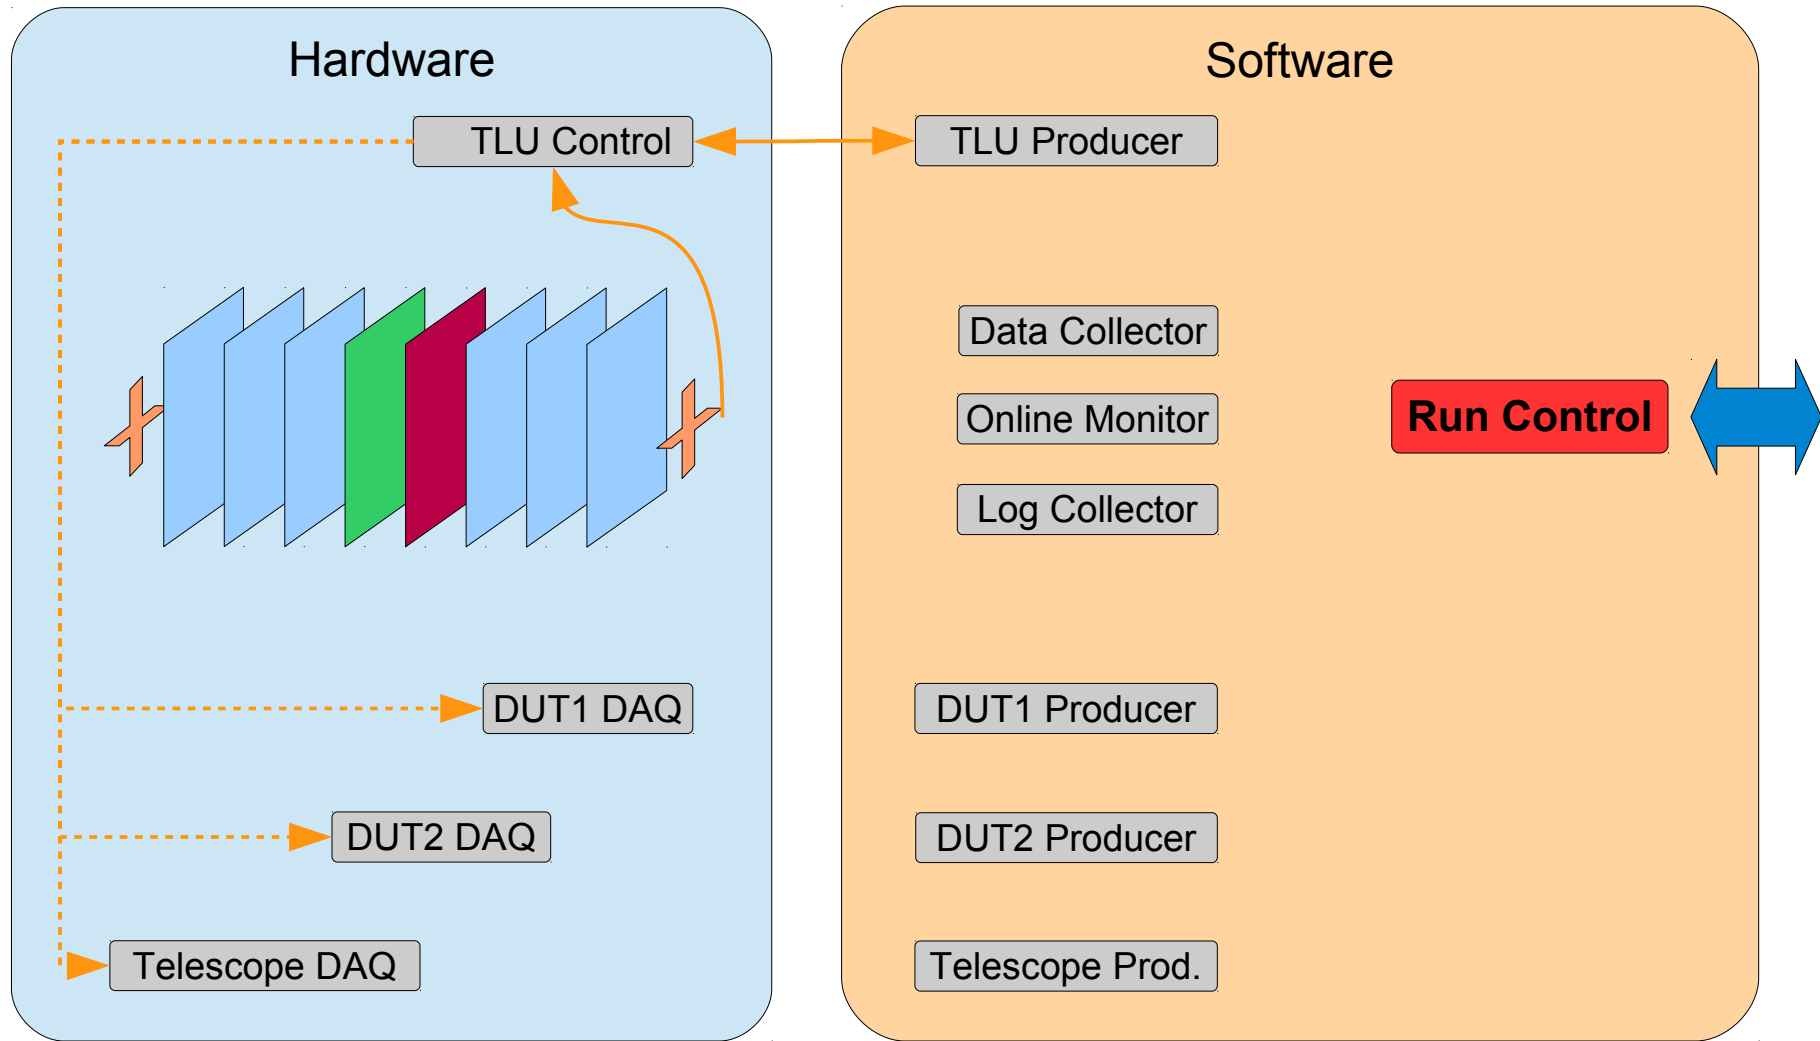 Hardware
Software
TLU Control
TLU Producer
Data Collector
Online Monitor
Run Control
Log Collector
DUT1 DAQ
DUT1 Producer
DUT2 DAQ
DUT2 Producer
Telescope DAQ
Telescope Prod.